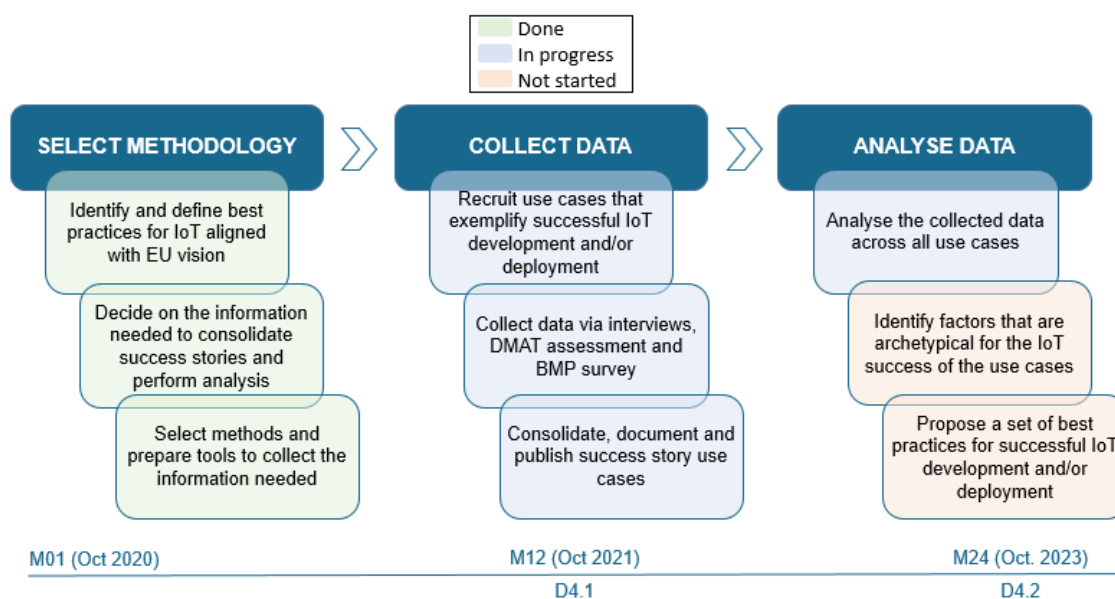 Done
In progress
Not started
SELECT METHODOLOGY
COLLECT DATA
ANALYSE DATA
Identify and define best
practices for IoT aligned
with EU vision
Decide on the information
needed to consolidate
success stories and
perform analysis
Select methods and
prepare tools to collect the
information needed
Recruit use cases that
exemplify successful IoT
development and/or
deployment
Collect data via interviews,
DMAT assessment and
BMP survey
Consolidate, document and
publish success story use
cases
Analyse the collected data
across all use cases
Identify factors that are
archetypical for the IoT
success of the use cases
Propose a set of best
practices for successful IoT
development and/or
deployment
M01 (Oct 2020)
M12 (Oct 2021)
M24 (Oct. 2023)
D4.1
D4.2